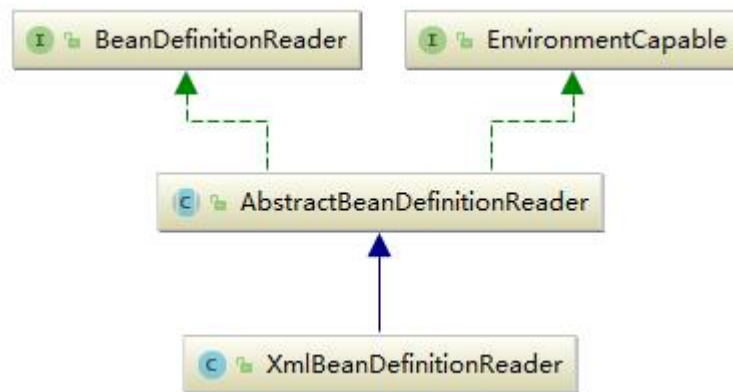 I BeanDefinitionReader
I EnvironmentCapable
C AbstractBeanDefinitionReader
C XmlBeanDefinitionReader